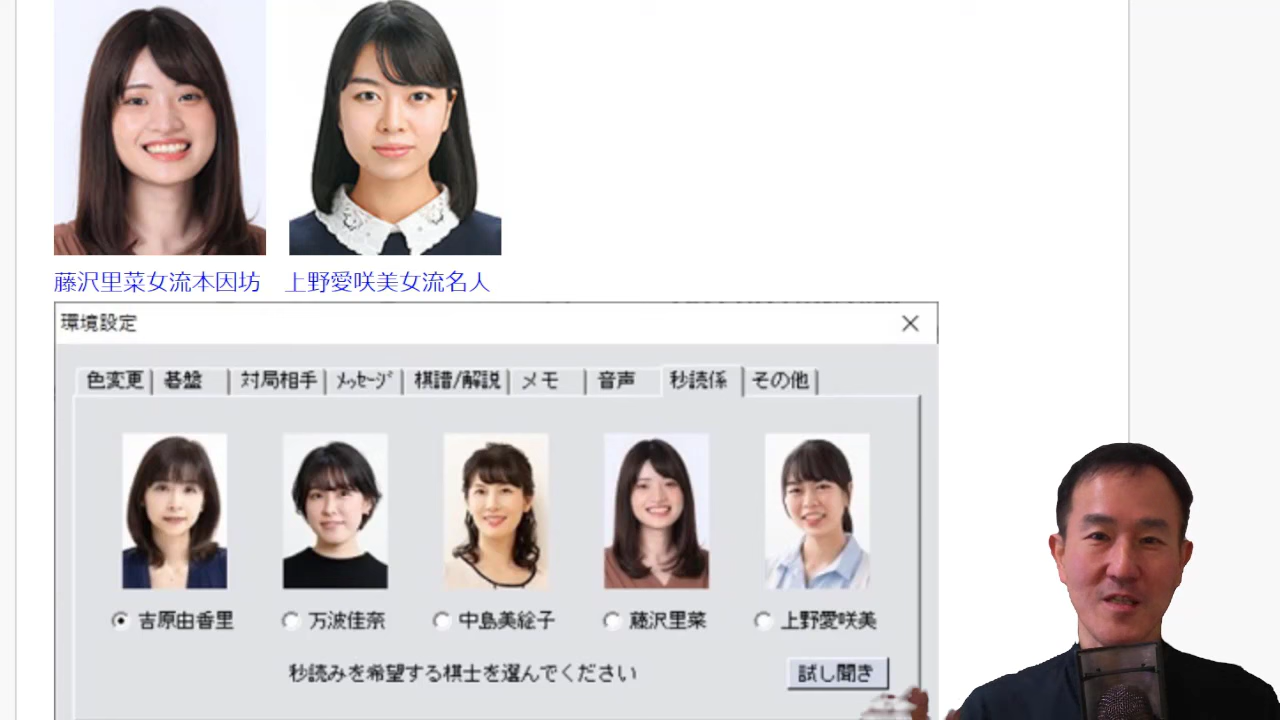 藤沢里菜女流本因坊 上野愛咲美女流名人
環境設定
色変更 碁盤 対局相手 メッセージ 棋譜/解説 メモ 音声 秒読係 その他
吉原由香里 万波佳奈 中島美絵子 藤沢里菜 上野愛咲美
秒読みを希望する棋士を選んでください 試し聞き